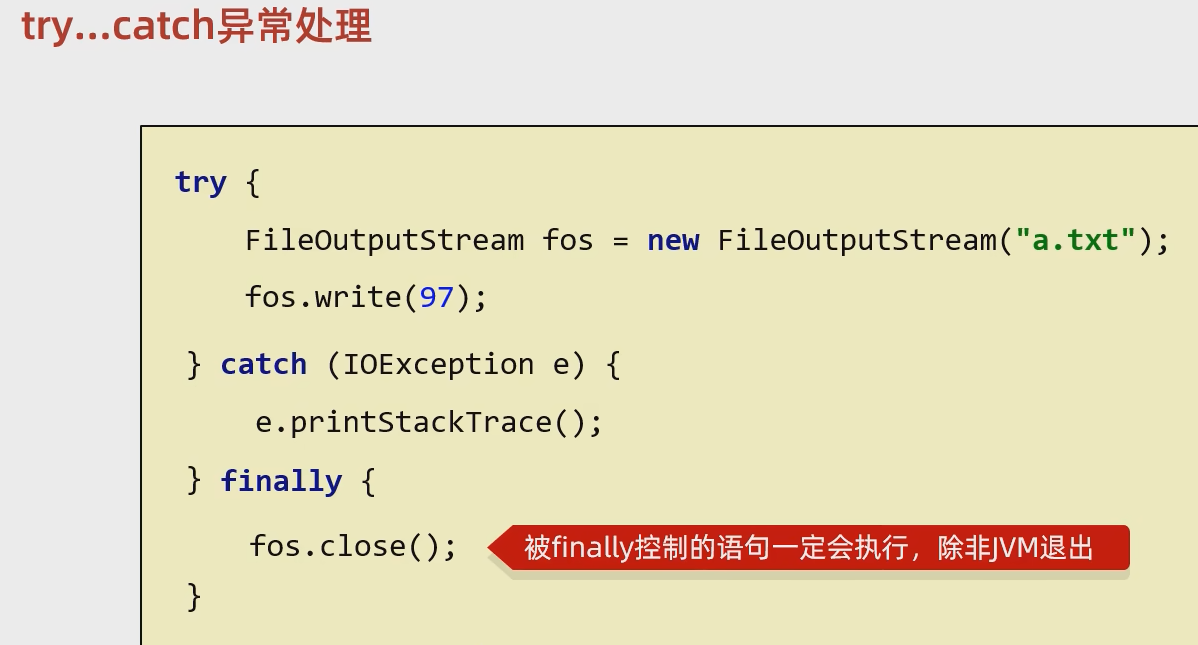 try...catch异常处理
try {
FileOutputStream fos = new FileOutputStream("a.txt");
fos.write(97);
} catch (IOException e) {
e.printStackTrace();
} finally {
fos.close(); 被finally控制的语句一定会执行，除非JVM退出
}